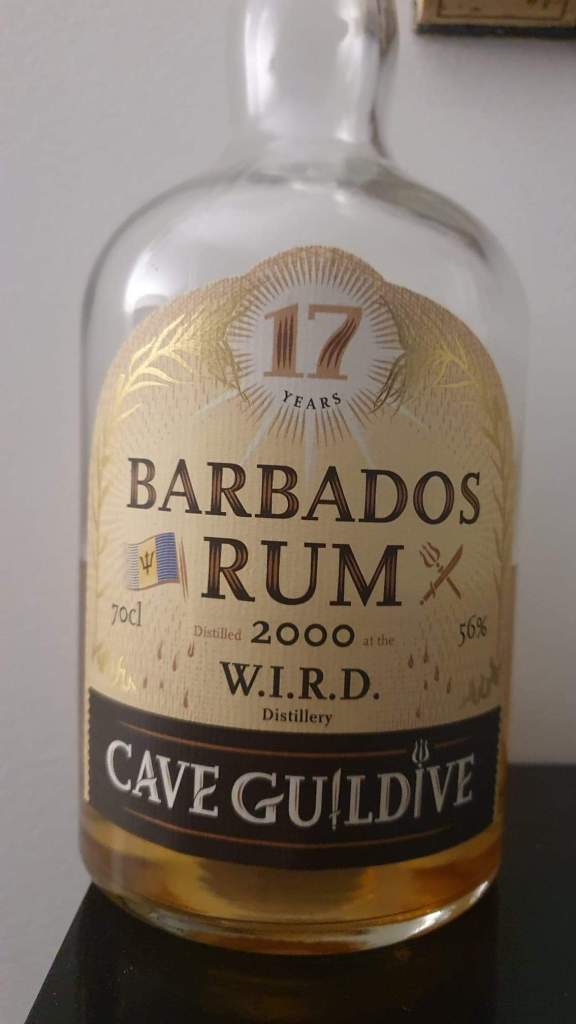 17
YEARS
BARBADOS
RUM
70cl
Distilled 2000 at the
56%
W.I.R.D.
Distillery
CAVE GUILDIVE